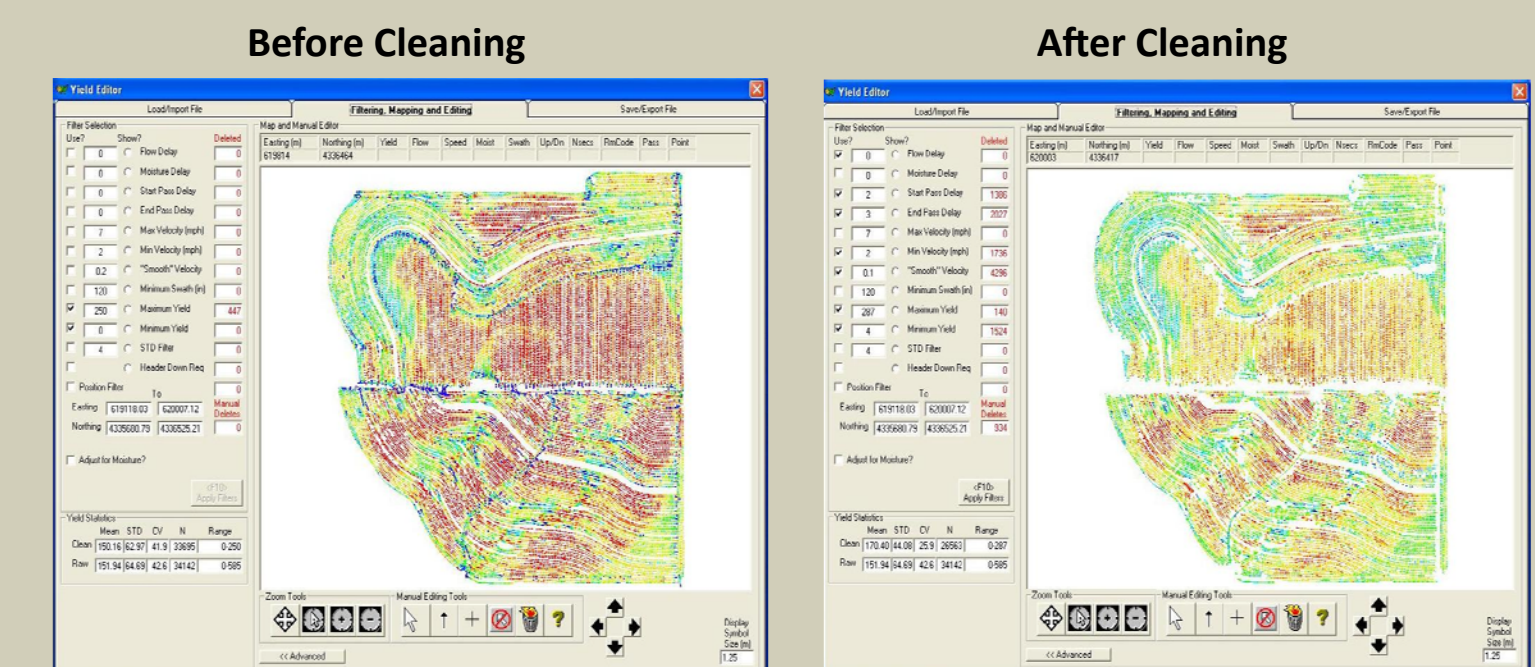 Before Cleaning
Yield Editor
Load/Import File Filtering, Mapping and Editing Save/Export File
Filter Selection
Use? Show? Deleted
0 Flow Delay 0
0 Moisture Delay 0
0 Start Pass Delay 0
0 End Pass Delay 0
7 Max Velocity (mph) 0
2 Min Velocity (mph) 0
0.2 "Smooth" Velocity 0
120 Minimum Swath (in) 0
250 Maximum Yield 447
0 Minimum Yield 0
4 STD Filter 0
Header Down Req 0
Position Filter 0
To
Easting 619118.03 620007.12 Manual Deletes
Northing 4335680.79 4336525.21 0
Adjust for Moisture?
<F10>
Apply Filters
Yield Statistics
Mean STD CV N Range
Clean 150.16 62.97 41.9 33695 0-250
Raw 151.94 64.69 42.6 34142 0-585
Map and Manual Editor
Easting (m) Northing (m) Yield Flow Speed Moist Swath Up/Dn Nsecs RmCode Pass Point
619814 4336464
Zoom Tools Manual Editing Tools
<< Advanced
Display
Symbol
Size (m)
1.25
After Cleaning
Yield Editor
Load/Import File Filtering, Mapping and Editing Save/Export File
Filter Selection
Use? Show? Deleted
0 Flow Delay 0
0 Moisture Delay 0
2 Start Pass Delay 1386
3 End Pass Delay 2027
7 Max Velocity (mph) 0
2 Min Velocity (mph) 1736
0.1 "Smooth" Velocity 4296
120 Minimum Swath (in) 0
287 Maximum Yield 140
4 Minimum Yield 1524
4 STD Filter 0
Header Down Req 0
Position Filter 0
To
Easting 619118.03 620007.12 Manual Deletes
Northing 4335680.79 4336525.21 934
Adjust for Moisture?
<F10>
Apply Filters
Yield Statistics
Mean STD CV N Range
Clean 170.40 44.08 25.9 26563 0-287
Raw 151.94 64.69 42.6 34142 0-585
Map and Manual Editor
Easting (m) Northing (m) Yield Flow Speed Moist Swath Up/Dn Nsecs RmCode Pass Point
620003 4336417
Zoom Tools Manual Editing Tools
<< Advanced
Display
Symbol
Size (m)
1.25